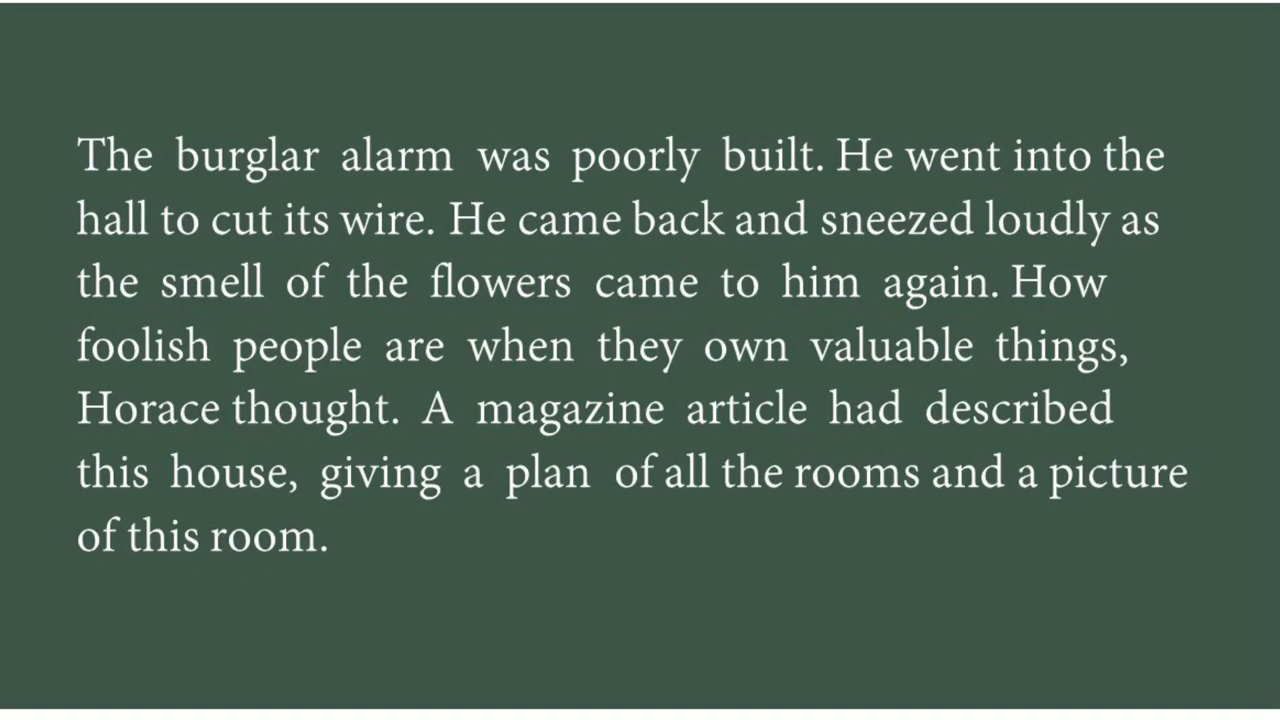 The burglar alarm was poorly built. He went into the
hall to cut its wire. He came back and sneezed loudly as
the smell of the flowers came to him again. How
foolish people are when they own valuable things,
Horace thought. A magazine article had described
this house, giving a plan of all the rooms and a picture
of this room.